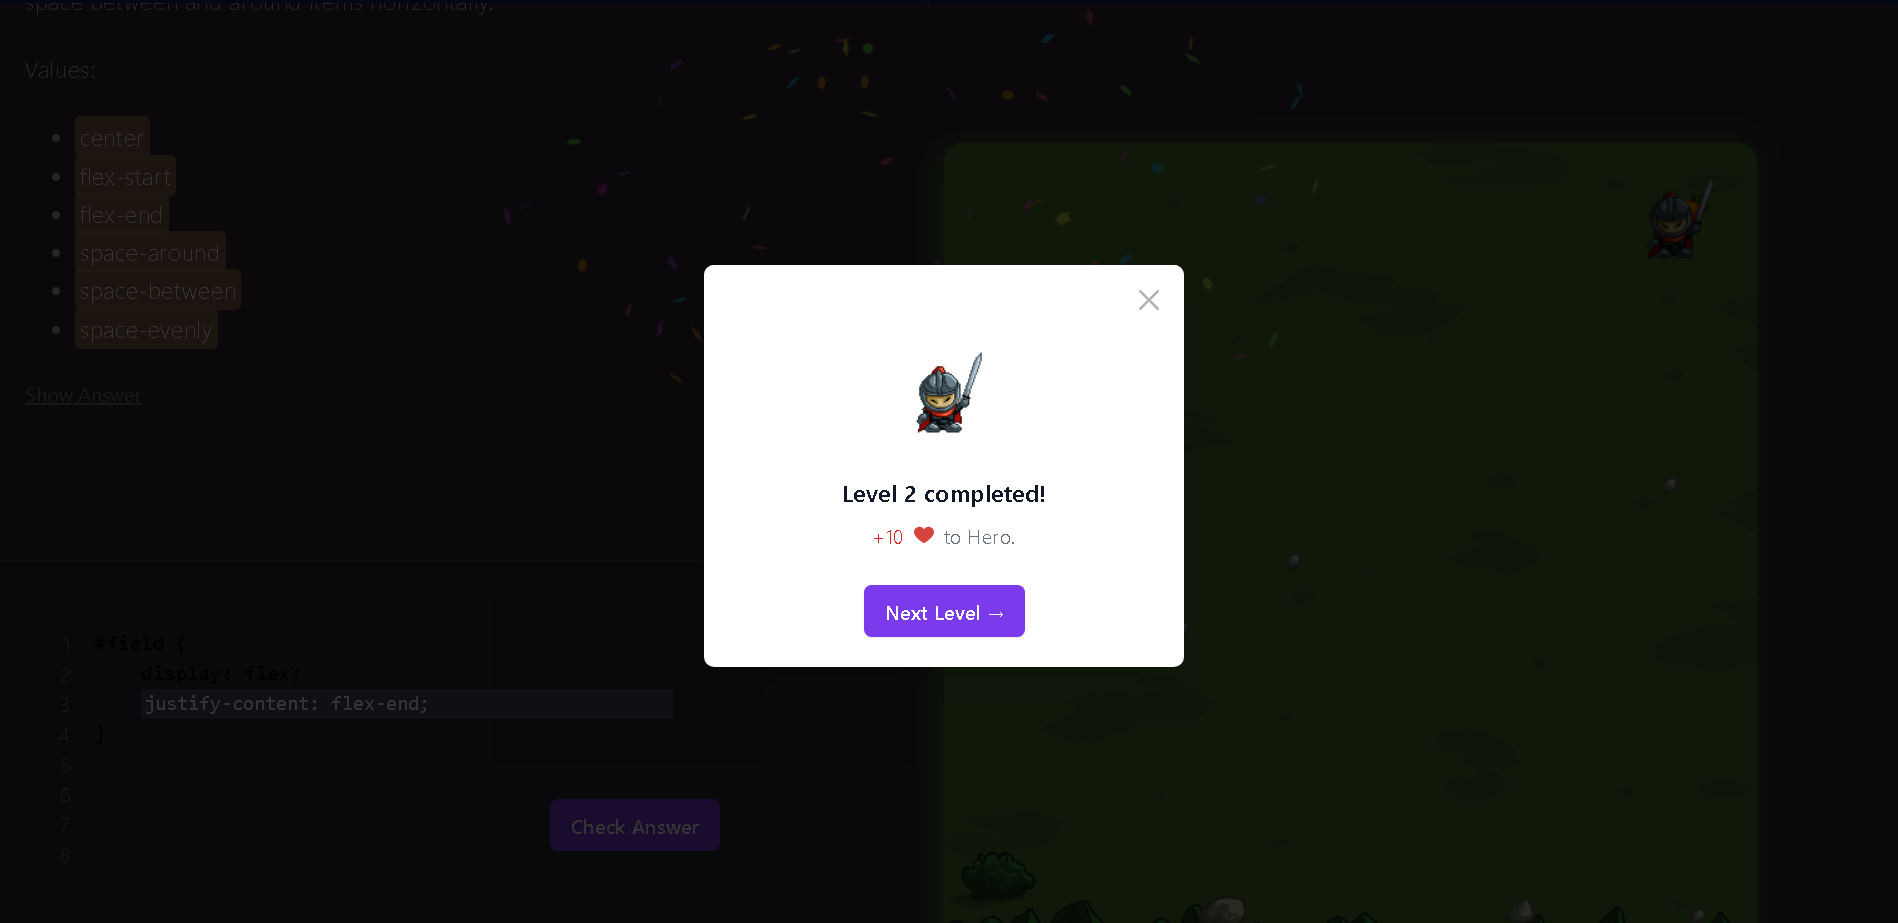 space between and around items horizontally.
Values:
center
flex-start
flex-end
space-around
space-between
space-evenly
Show Answer
Level 2 completed!
+10 ❤ to Hero.
Next Level →
1 #field {
2 display: flex;
3 justify-content: flex-end;
4 }
5
6
7
8
Check Answer